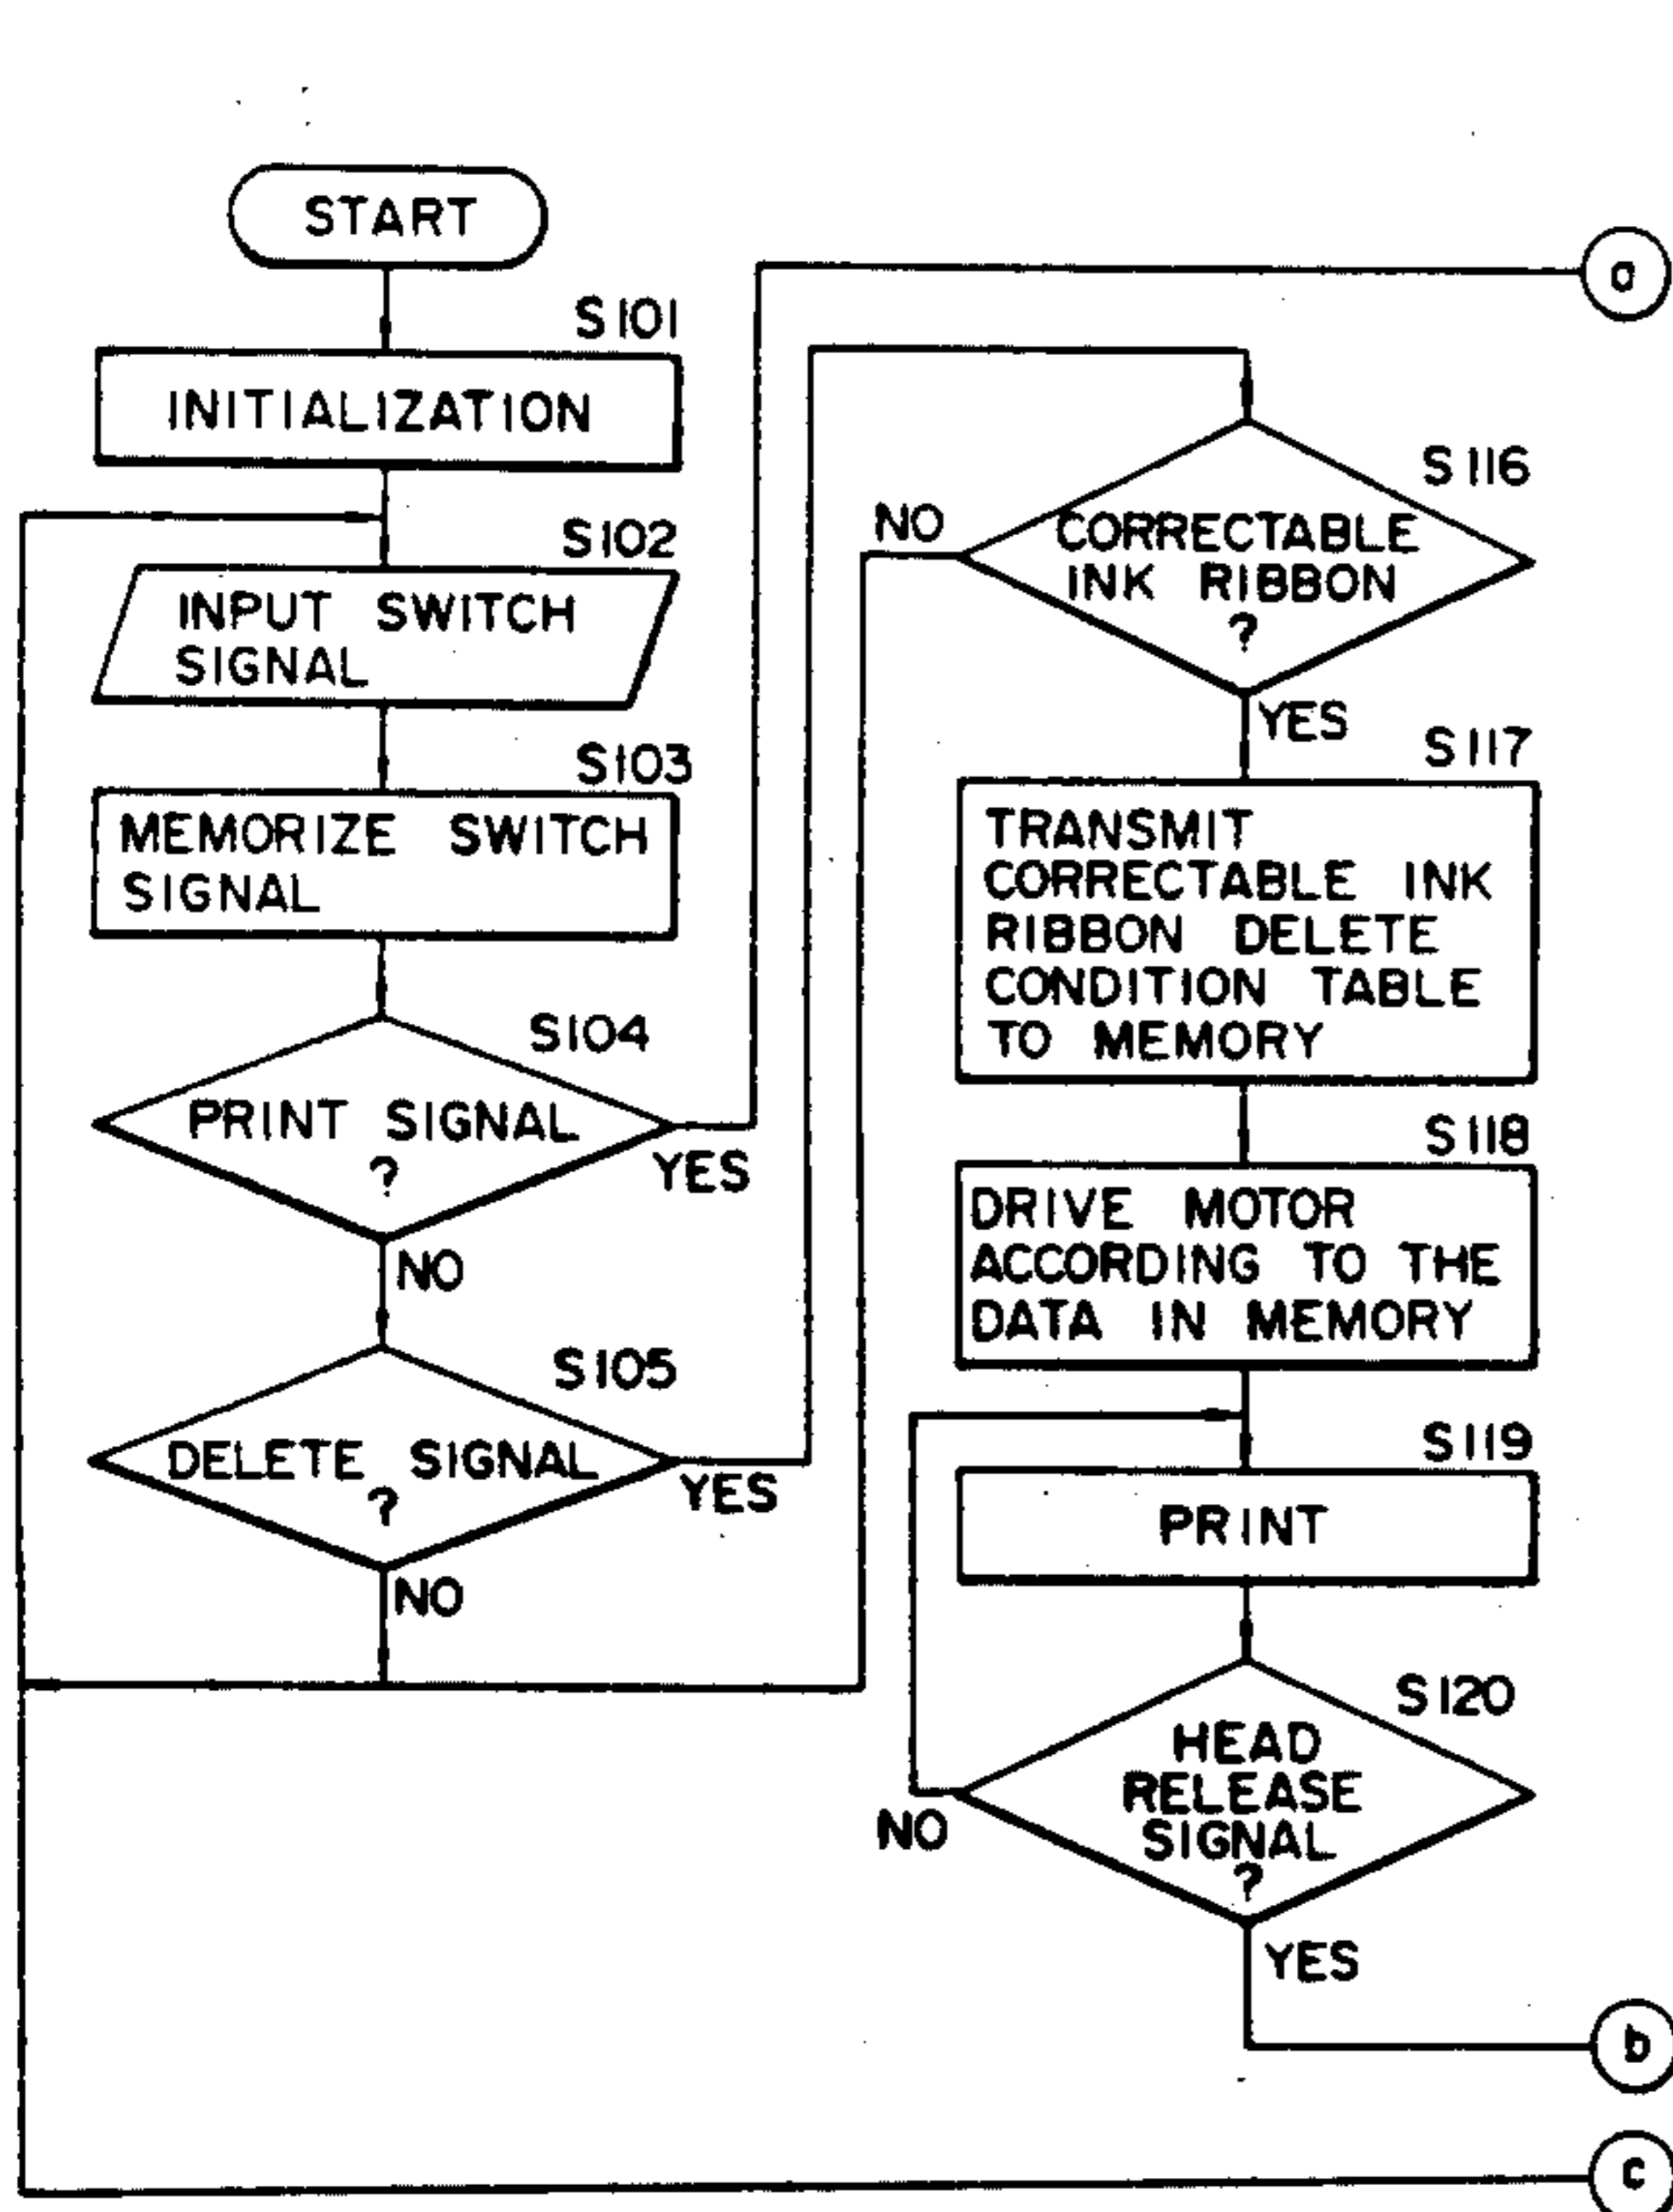 START
S101
INITIALIZATION
S102
INPUT SWITCH
SIGNAL
S103
MEMORIZE SWITCH
SIGNAL
S104
PRINT SIGNAL
?
YES
NO
S105
DELETE SIGNAL
?
YES
NO
a
S116
NO
CORRECTABLE
INK RIBBON
?
YES
S117
TRANSMIT
CORRECTABLE INK
RIBBON DELETE
CONDITION TABLE
TO MEMORY
S118
DRIVE MOTOR
ACCORDING TO THE
DATA IN MEMORY
S119
PRINT
S120
HEAD
RELEASE
SIGNAL
?
NO
YES
b
c